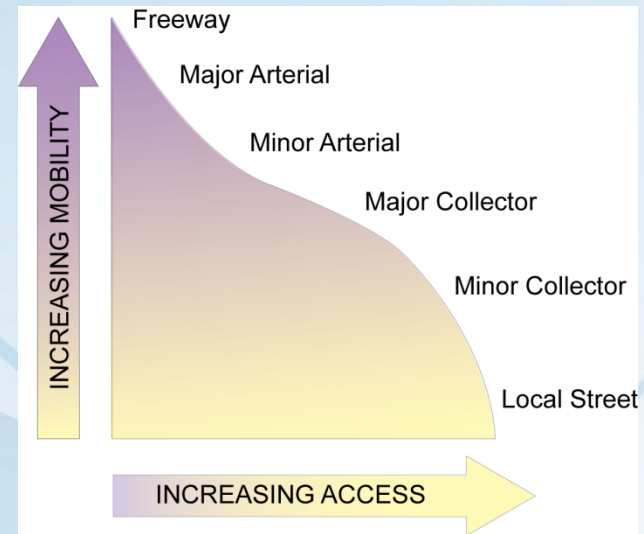 Freeway
Major Arterial
Minor Arterial
Major Collector
Minor Collector
Local Street
INCREASING MOBILITY
INCREASING ACCESS